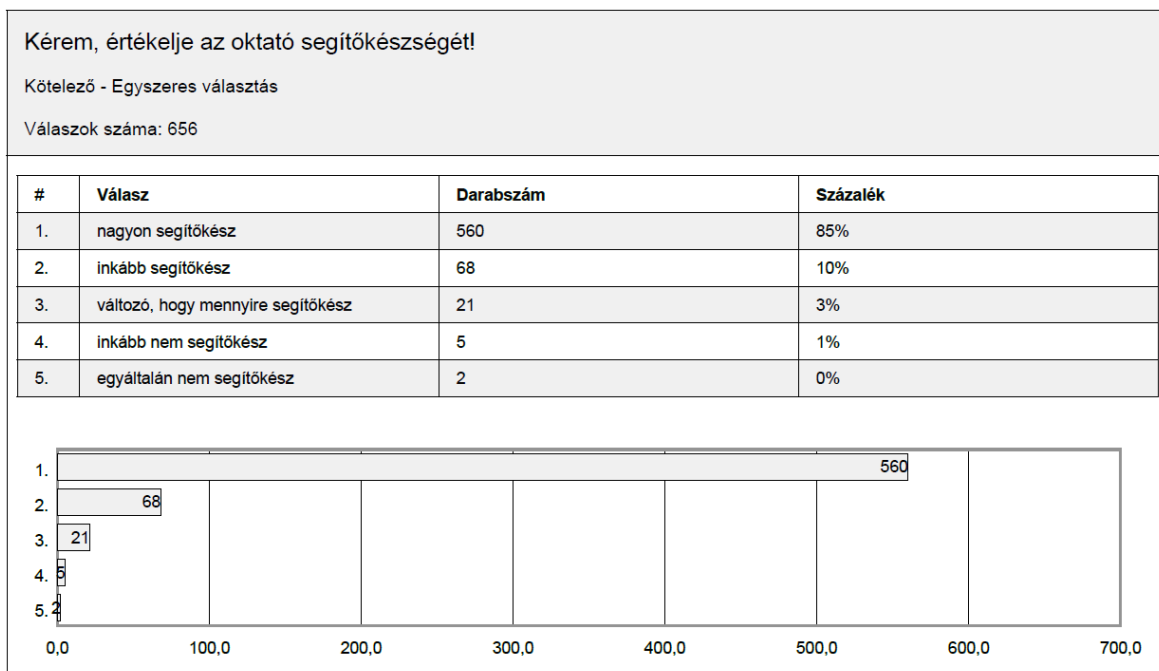 Kérem, értékelje az oktató segítőkészségét!
Kötelező - Egyszeres választás
Válaszok száma: 656
# Válasz Darabszám Százalék
1. nagyon segítőkész 560 85%
2. inkább segítőkész 68 10%
3. változó, hogy mennyire segítőkész 21 3%
4. inkább nem segítőkész 5 1%
5. egyáltalán nem segítőkész 2 0%
1. 560
2. 68
3. 21
4. 5
5. 2
0,0 100,0 200,0 300,0 400,0 500,0 600,0 700,0